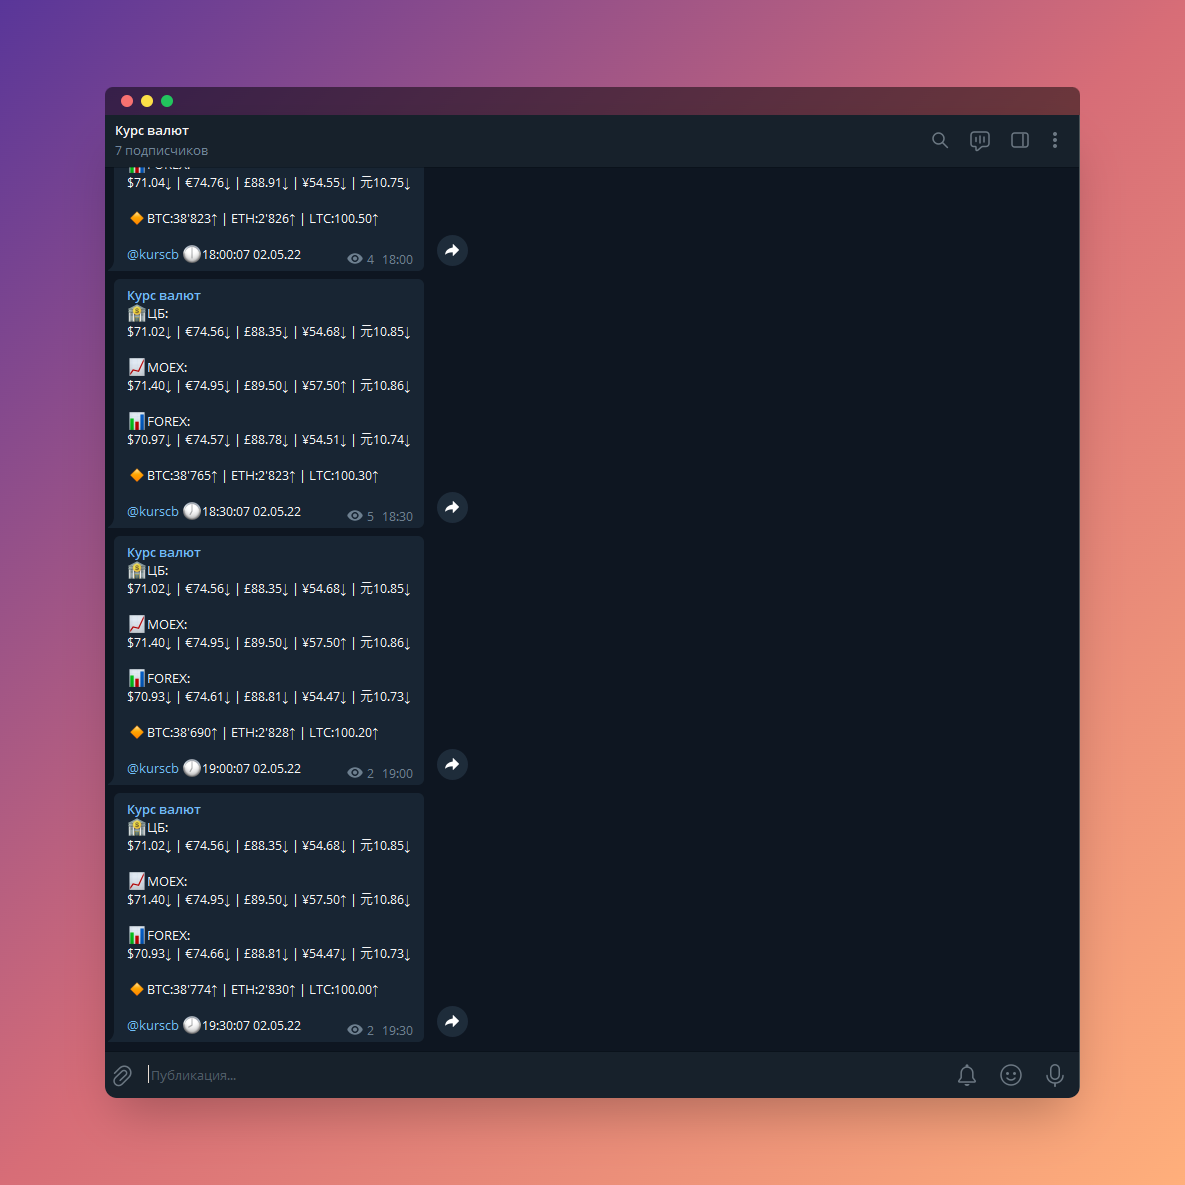 Курс валют
7 подписчиков
FOREX:
$71.04↓ | €74.76↓ | £88.91↓ | ¥54.55↓ | 元10.75↓
🔶 BTC:38'823↑ | ETH:2'826↑ | LTC:100.50↑
@kurscb 🕕18:00:07 02.05.22 4 18:00
Курс валют
🏦ЦБ:
$71.02↓ | €74.56↓ | £88.35↓ | ¥54.68↓ | 元10.85↓
📈MOEX:
$71.40↓ | €74.95↓ | £89.50↓ | ¥57.50↑ | 元10.86↓
📊FOREX:
$70.97↓ | €74.57↓ | £88.78↓ | ¥54.51↓ | 元10.74↓
🔶 BTC:38'765↑ | ETH:2'823↑ | LTC:100.30↑
@kurscb 🕡18:30:07 02.05.22 5 18:30
Курс валют
🏦ЦБ:
$71.02↓ | €74.56↓ | £88.35↓ | ¥54.68↓ | 元10.85↓
📈MOEX:
$71.40↓ | €74.95↓ | £89.50↓ | ¥57.50↑ | 元10.86↓
📊FOREX:
$70.93↓ | €74.61↓ | £88.81↓ | ¥54.47↓ | 元10.73↓
🔶 BTC:38'690↑ | ETH:2'828↑ | LTC:100.20↑
@kurscb 🕖19:00:07 02.05.22 2 19:00
Курс валют
🏦ЦБ:
$71.02↓ | €74.56↓ | £88.35↓ | ¥54.68↓ | 元10.85↓
📈MOEX:
$71.40↓ | €74.95↓ | £89.50↓ | ¥57.50↑ | 元10.86↓
📊FOREX:
$70.93↓ | €74.66↓ | £88.81↓ | ¥54.47↓ | 元10.73↓
🔶 BTC:38'774↑ | ETH:2'830↑ | LTC:100.00↑
@kurscb 🕢19:30:07 02.05.22 2 19:30
Публикация...